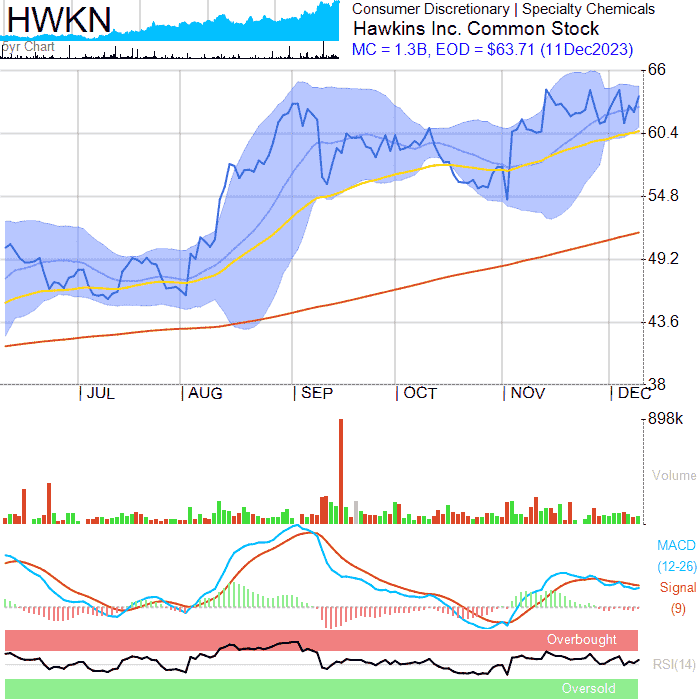 HWKN
5yr Chart
Consumer Discretionary | Specialty Chemicals
Hawkins Inc. Common Stock
MC = 1.3B, EOD = $63.71 (11Dec2023)
66
60.4
54.8
49.2
43.6
38
JUL AUG SEP OCT NOV DEC
898k
Volume
MACD
(12-26)
Signal
(9)
Overbought
RSI(14)
Oversold